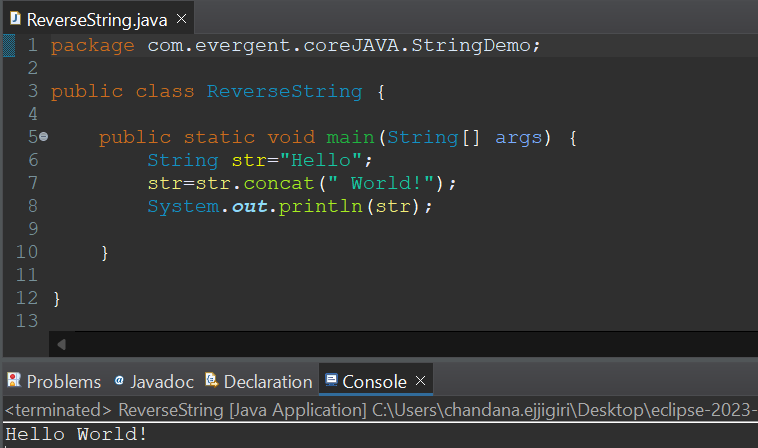 ReverseString.java
1 package com.evergent.coreJAVA.StringDemo;
2
3 public class ReverseString {
4
5     public static void main(String[] args) {
6         String str="Hello";
7         str=str.concat(" World!");
8         System.out.println(str);
9
10     }
11
12 }
13
Problems @ Javadoc Declaration Console
<terminated> ReverseString [Java Application] C:\Users\chandana.ejjigiri\Desktop\eclipse-2023-
Hello World!